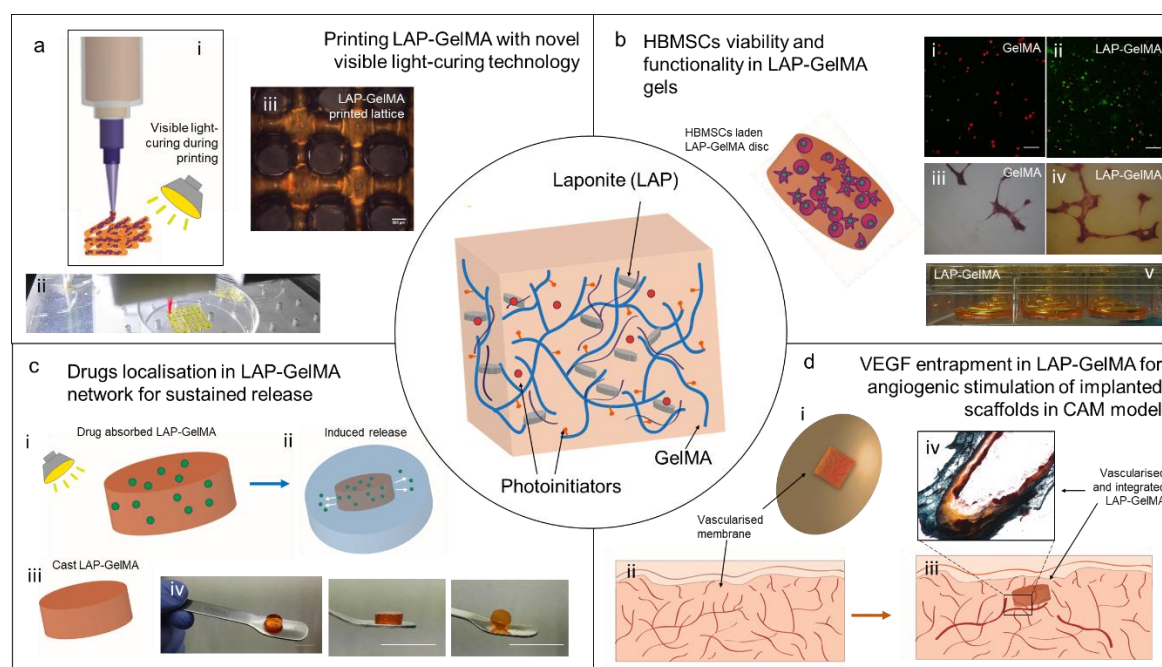 a
i
Printing LAP-GelMA with novel
visible light-curing technology
Visible light-
curing during
printing
iii
LAP-GelMA
printed lattice
500 µm
ii
b
HBMSCs viability and
functionality in LAP-GelMA
gels
HBMSCs laden
LAP-GelMA disc
i
GelMA
ii
LAP-GelMA
iii
GelMA
iv
LAP-GelMA
LAP-GelMA
v
Laponite (LAP)
GelMA
Photoinitiators
c
Drugs localisation in LAP-GelMA
network for sustained release
i
Drug absorbed LAP-GelMA
ii
Induced release
iii
Cast LAP-GelMA
iv
d
VEGF entrapment in LAP-GelMA for
angiogenic stimulation of implanted
scaffolds in CAM model
i
Vascularised
membrane
ii
iv
Vascularised
and integrated
LAP-GelMA
iii